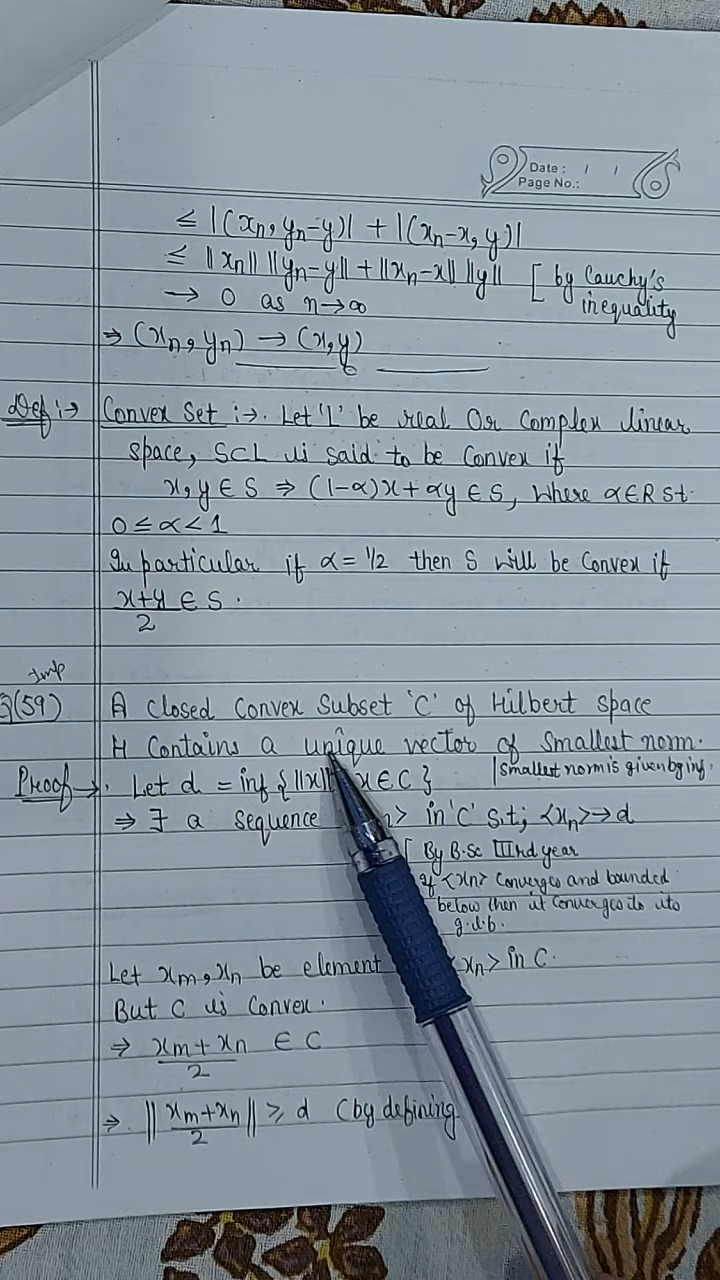 Date : / /
Page No.:
≤ |(xn, yn-y)| + |(xn-x, y)|
≤ ||xn|| ||yn-y|| + ||xn-x|| ||y|| [ by Cauchy's
inequality
→ 0 as n→∞
⇒ (xn, yn) → (x,y)
Def :→ Convex Set :→. Let 'L' be real Or Complex linear
space, S⊂L is said to be Convex if
x, y ∈ S ⇒ (1-α)x + αy ∈ S, Where α∈R s.t.
0 ≤ α < 1
In particular if α = 1/2 then S will be Convex if
x+y/2 ∈ S.
Imp
(59) A closed Convex Subset 'C' of Hilbert space
H Contains a unique vector of Smallest norm.
Proof →. Let d = inf {||x|| x ∈ C } |Smallest norm is given by inf.
⇒ ∃ a sequence > in 'C' S.t; <xn> → d
[ By B.Sc IIIrd year
if <xn> Converges and bounded
below then it Converges to its
g.l.b.
Let xm, xn be element xn> in C.
But C is Convex.
⇒ xm + xn/2 ∈ C
⇒ || xm+xn/2 || ≥ d (by defining